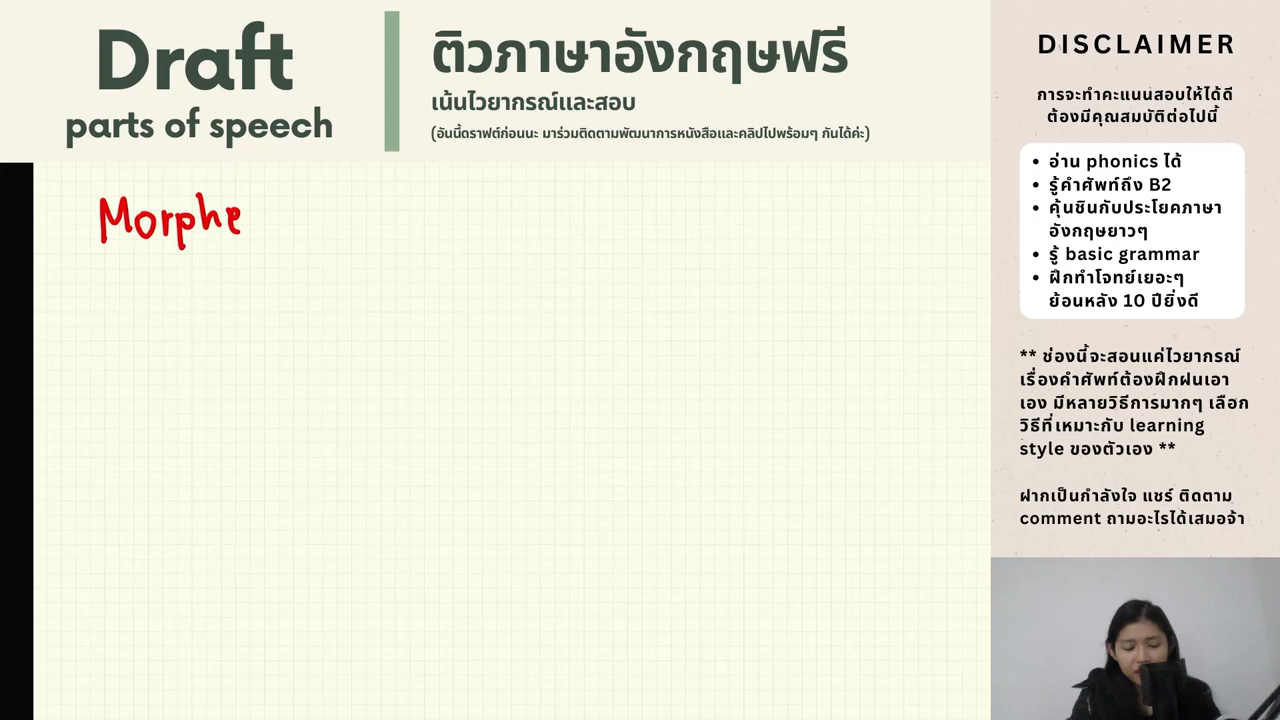 Draft
parts of speech
ติวภาษาอังกฤษฟรี
เน้นไวยากรณ์และสอบ
(อันนี้ดราฟต์ก่อนนะ มาร่วมติดตามพัฒนาการหนังสือและคลิปไปพร้อมๆ กันได้ค่ะ)
Morphe
DISCLAIMER
การจะทำคะแนนสอบให้ได้ดี
ต้องมีคุณสมบัติต่อไปนี้
• อ่าน phonics ได้
• รู้คำศัพท์ถึง B2
• คุ้นชินกับประโยคภาษา
อังกฤษยาวๆ
• รู้ basic grammar
• ฝึกทำโจทย์เยอะๆ
ย้อนหลัง 10 ปียิ่งดี
** ช่องนี้จะสอนแค่ไวยากรณ์
เรื่องคำศัพท์ต้องฝึกฝนเอา
เอง มีหลายวิธีการมากๆ เลือก
วิธีที่เหมาะกับ learning
style ของตัวเอง **
ฝากเป็นกำลังใจ แชร์ ติดตาม
comment ถามอะไรได้เสมอจ้า